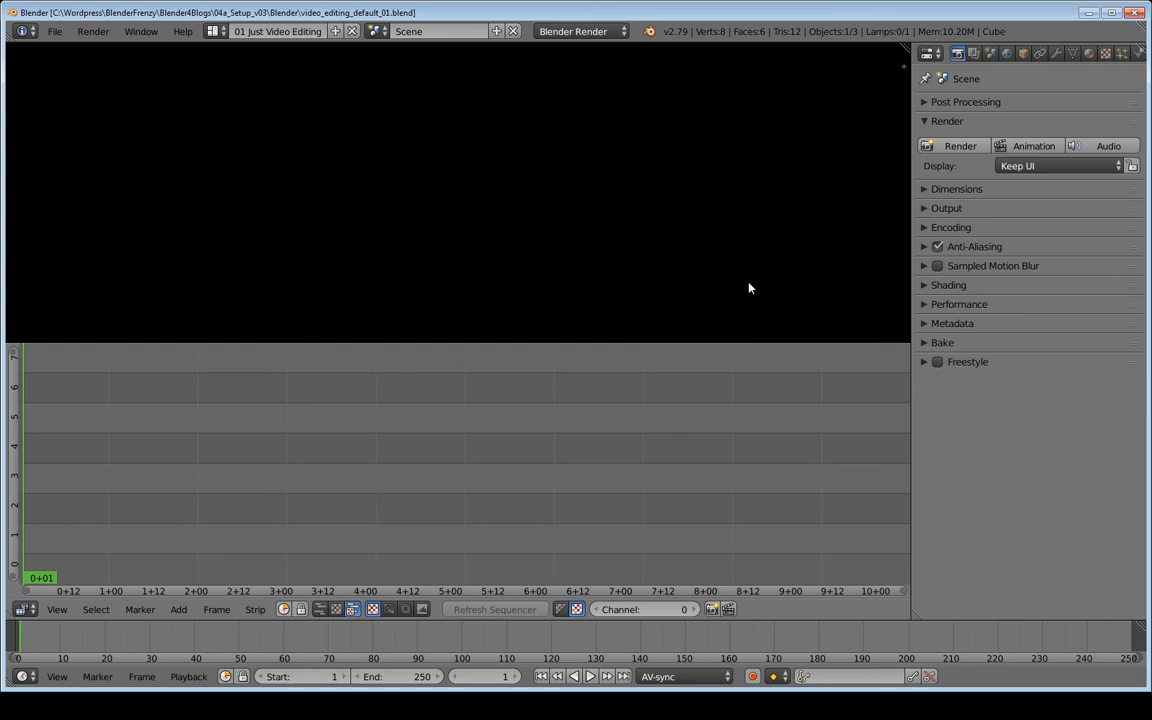 Blender [C:\Wordpress\BlenderFrenzy\Blender4Blogs\04a_Setup_v03\Blender\video_editing_default_01.blend]
File Render Window Help 01 Just Video Editing Scene Blender Render v2.79 | Verts:8 | Faces:6 | Tris:12 | Objects:1/3 | Lamps:0/1 | Mem:10.20M | Cube
Scene
Post Processing
Render
Render Animation Audio
Display: Keep UI
Dimensions
Output
Encoding
Anti-Aliasing
Sampled Motion Blur
Shading
Performance
Metadata
Bake
Freestyle
7
6
5
4
3
2
1
0
0+01
0+12 1+00 1+12 2+00 2+12 3+00 3+12 4+00 4+12 5+00 5+12 6+00 6+12 7+00 7+12 8+00 8+12 9+00 9+12 10+00
View Select Marker Add Frame Strip Refresh Sequencer Channel: 0
0 10 20 30 40 50 60 70 80 90 100 110 120 130 140 150 160 170 180 190 200 210 220 230 240 250
View Marker Frame Playback Start: 1 End: 250 1 AV-sync